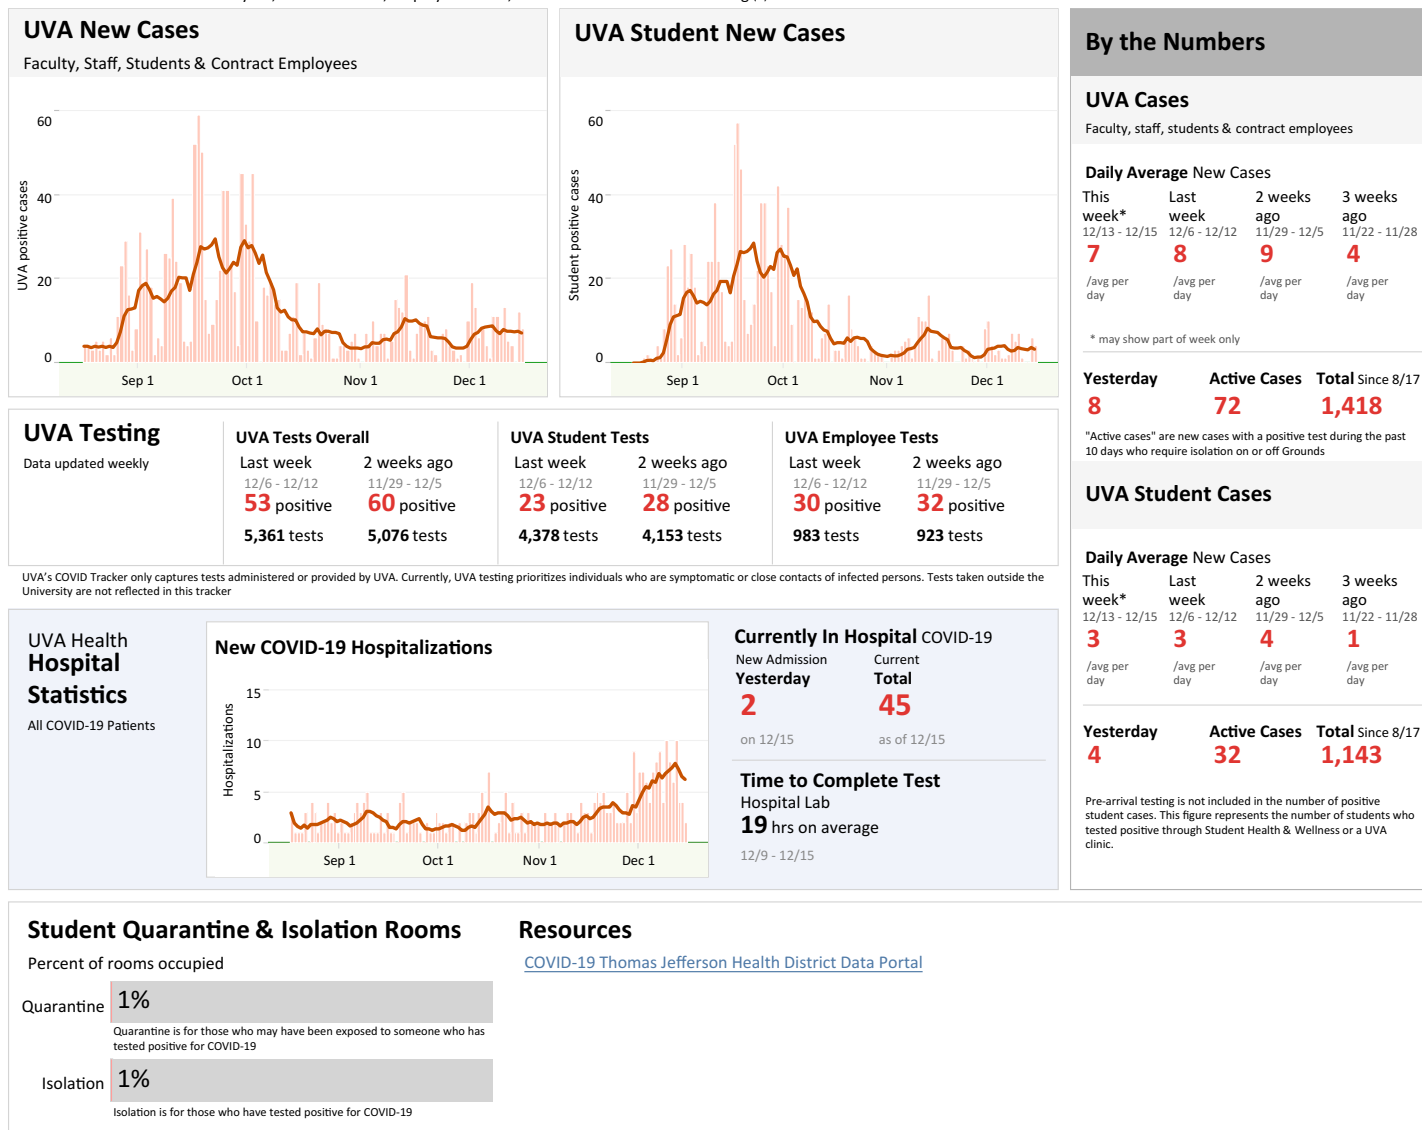 UVA New Cases
Faculty, Staff, Students & Contract Employees
60
40
20
0
UVA positive cases
Sep 1 Oct 1 Nov 1 Dec 1
UVA Student New Cases
60
40
20
0
Student positive cases
Sep 1 Oct 1 Nov 1 Dec 1
By the Numbers
UVA Cases
Faculty, staff, students & contract employees
Daily Average New Cases
This week* Last week 2 weeks ago 3 weeks ago
12/13 - 12/15 12/6 - 12/12 11/29 - 12/5 11/22 - 11/28
7 8 9 4
/avg per day /avg per day /avg per day /avg per day
* may show part of week only
Yesterday Active Cases Total Since 8/17
8 72 1,418
"Active cases" are new cases with a positive test during the past
10 days who require isolation on or off Grounds
UVA Student Cases
Daily Average New Cases
This week* Last week 2 weeks ago 3 weeks ago
12/13 - 12/15 12/6 - 12/12 11/29 - 12/5 11/22 - 11/28
3 3 4 1
/avg per day /avg per day /avg per day /avg per day
Yesterday Active Cases Total Since 8/17
4 32 1,143
Pre-arrival testing is not included in the number of positive
student cases. This figure represents the number of students who
tested positive through Student Health & Wellness or a UVA
clinic.
UVA Testing
Data updated weekly
UVA Tests Overall
Last week 2 weeks ago
12/6 - 12/12 11/29 - 12/5
53 positive 60 positive
5,361 tests 5,076 tests
UVA Student Tests
Last week 2 weeks ago
12/6 - 12/12 11/29 - 12/5
23 positive 28 positive
4,378 tests 4,153 tests
UVA Employee Tests
Last week 2 weeks ago
12/6 - 12/12 11/29 - 12/5
30 positive 32 positive
983 tests 923 tests
UVA's COVID Tracker only captures tests administered or provided by UVA. Currently, UVA testing prioritizes individuals who are symptomatic or close contacts of infected persons. Tests taken outside the
University are not reflected in this tracker
UVA Health
Hospital
Statistics
All COVID-19 Patients
New COVID-19 Hospitalizations
15
10
5
0
Hospitalizations
Sep 1 Oct 1 Nov 1 Dec 1
Currently In Hospital COVID-19
New Admission Current
Yesterday Total
2 45
on 12/15 as of 12/15
Time to Complete Test
Hospital Lab
19 hrs on average
12/9 - 12/15
Student Quarantine & Isolation Rooms
Percent of rooms occupied
Quarantine 1%
Quarantine is for those who may have been exposed to someone who has
tested positive for COVID-19
Isolation 1%
Isolation is for those who have tested positive for COVID-19
Resources
COVID-19 Thomas Jefferson Health District Data Portal